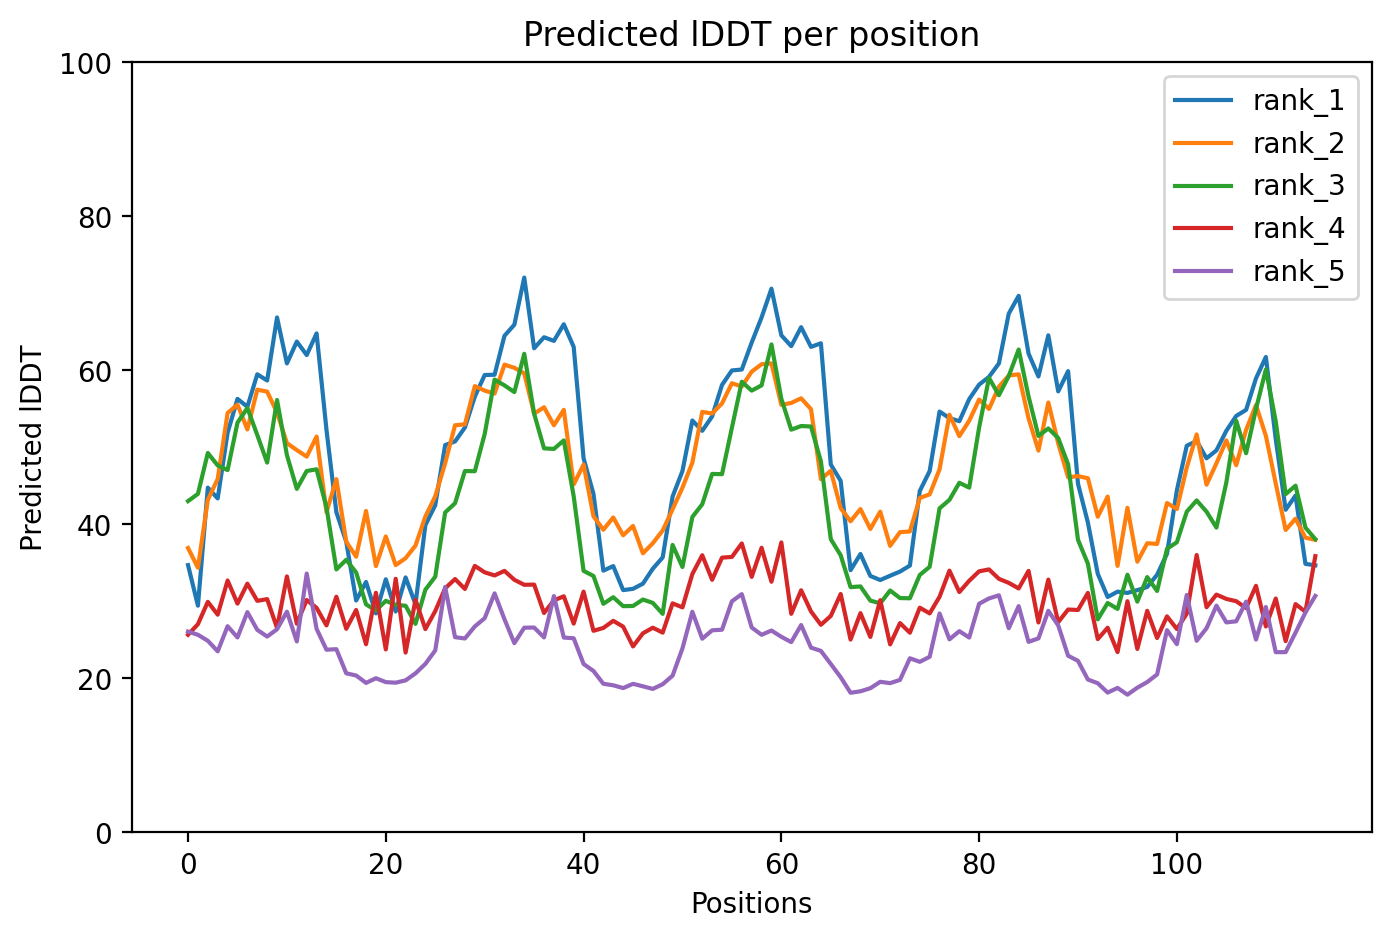 Predicted lDDT per position
100
80
60
40
20
0
Predicted lDDT
0 20 40 60 80 100
Positions
rank_1
rank_2
rank_3
rank_4
rank_5